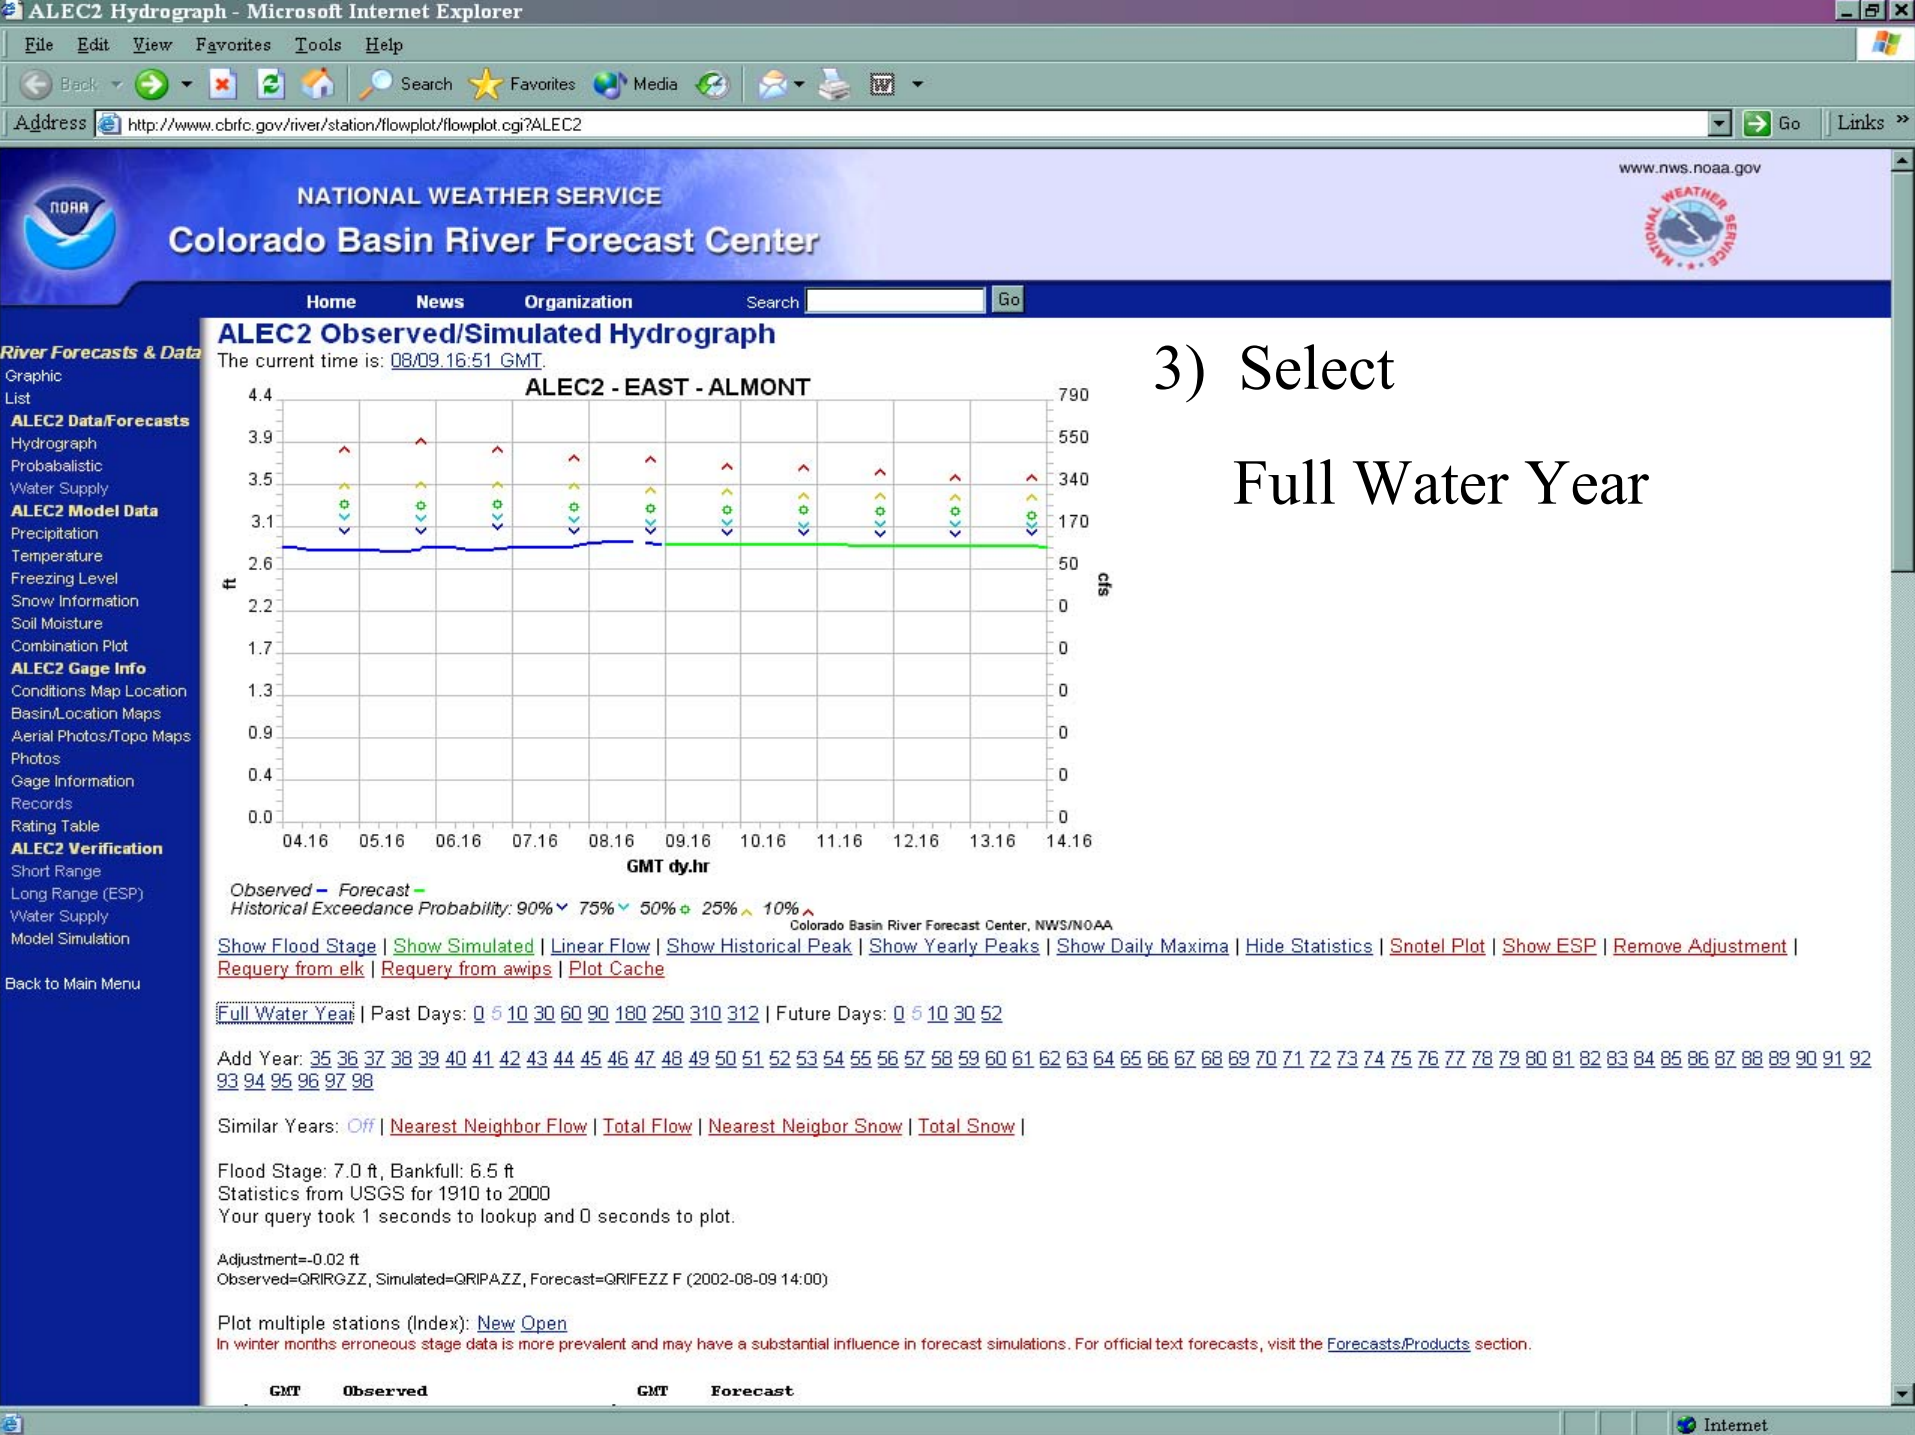 ALEC2 Hydrograph - Microsoft Internet Explorer
File Edit View Favorites Tools Help
Back Search Favorites Media
Address http://www.cbrfc.gov/river/station/flowplot/flowplot.cgi?ALEC2 Go Links »
www.nws.noaa.gov
NOAA
NATIONAL WEATHER SERVICE
Colorado Basin River Forecast Center
NATIONAL WEATHER SERVICE
Home News Organization Search Go
River Forecasts & Data
Graphic
List
ALEC2 Data/Forecasts
Hydrograph
Probabalistic
Water Supply
ALEC2 Model Data
Precipitation
Temperature
Freezing Level
Snow Information
Soil Moisture
Combination Plot
ALEC2 Gage Info
Conditions Map Location
Basin/Location Maps
Aerial Photos/Topo Maps
Photos
Gage Information
Records
Rating Table
ALEC2 Verification
Short Range
Long Range (ESP)
Water Supply
Model Simulation
Back to Main Menu
ALEC2 Observed/Simulated Hydrograph
The current time is: 08/09.16:51 GMT.
ALEC2 - EAST - ALMONT
4.4 790
3.9 550
3.5 340
3.1 170
2.6 50
ft cfs
2.2 0
1.7 0
1.3 0
0.9 0
0.4 0
0.0 0
04.16 05.16 06.16 07.16 08.16 09.16 10.16 11.16 12.16 13.16 14.16
GMT dy.hr
Observed Forecast
Historical Exceedance Probability: 90% 75% 50% 25% 10%
Colorado Basin River Forecast Center, NWS/NOAA
3) Select
Full Water Year
Show Flood Stage | Show Simulated | Linear Flow | Show Historical Peak | Show Yearly Peaks | Show Daily Maxima | Hide Statistics | Snotel Plot | Show ESP | Remove Adjustment |
Requery from elk | Requery from awips | Plot Cache
Full Water Year | Past Days: 0 5 10 30 60 90 180 250 310 312 | Future Days: 0 5 10 30 52
Add Year: 35 36 37 38 39 40 41 42 43 44 45 46 47 48 49 50 51 52 53 54 55 56 57 58 59 60 61 62 63 64 65 66 67 68 69 70 71 72 73 74 75 76 77 78 79 80 81 82 83 84 85 86 87 88 89 90 91 92
93 94 95 96 97 98
Similar Years: Off | Nearest Neighbor Flow | Total Flow | Nearest Neigbor Snow | Total Snow |
Flood Stage: 7.0 ft, Bankfull: 6.5 ft
Statistics from USGS for 1910 to 2000
Your query took 1 seconds to lookup and 0 seconds to plot.
Adjustment=-0.02 ft
Observed=QRIRGZZ, Simulated=QRIPAZZ, Forecast=QRIFEZZ F (2002-08-09 14:00)
Plot multiple stations (Index): New Open
In winter months erroneous stage data is more prevalent and may have a substantial influence in forecast simulations. For official text forecasts, visit the Forecasts/Products section.
GMT Observed GMT Forecast
Internet